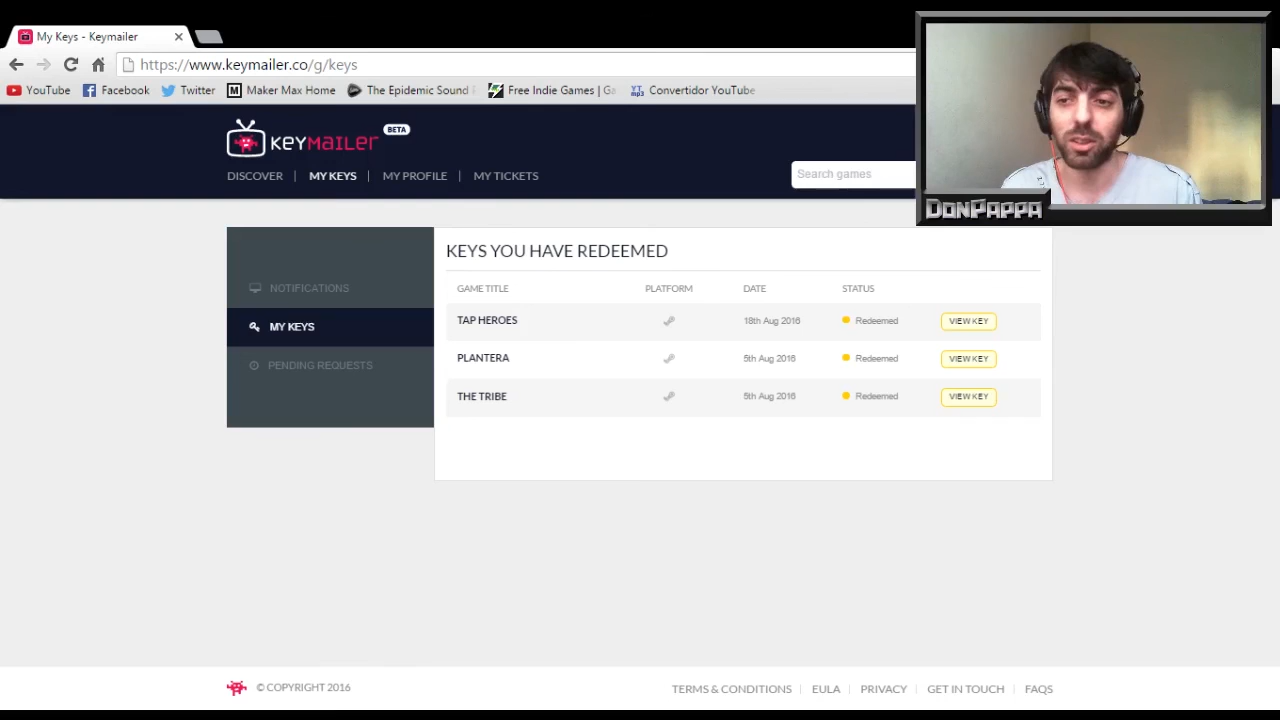 My Keys - Keymailer
https://www.keymailer.co/g/keys
YouTube Facebook Twitter Maker Max Home The Epidemic Sound Free Indie Games | Ga Convertidor YouTube
KEYMAILER BETA
DISCOVER | MY KEYS | MY PROFILE | MY TICKETS
Search games
DONPAPPA
NOTIFICATIONS
MY KEYS
PENDING REQUESTS
KEYS YOU HAVE REDEEMED
GAME TITLE PLATFORM DATE STATUS
TAP HEROES 18th Aug 2016 Redeemed VIEW KEY
PLANTERA 5th Aug 2016 Redeemed VIEW KEY
THE TRIBE 5th Aug 2016 Redeemed VIEW KEY
© COPYRIGHT 2016
TERMS & CONDITIONS | EULA | PRIVACY | GET IN TOUCH | FAQS